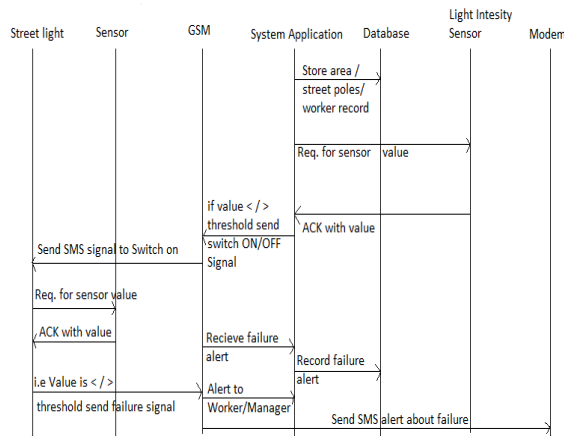 Light Intesity
Street light Sensor GSM System Application Database Sensor Modem
Store area /
street poles/
worker record
Req. for sensor value
if value < / >
threshold send
switch ON/OFF
Signal
ACK with value
Send SMS signal to Switch on
Req. for sensor value
ACK with value
Recieve failure
alert
Record failure
alert
i.e Value is < / >
threshold send failure signal
Alert to
Worker/Manager
Send SMS alert about failure